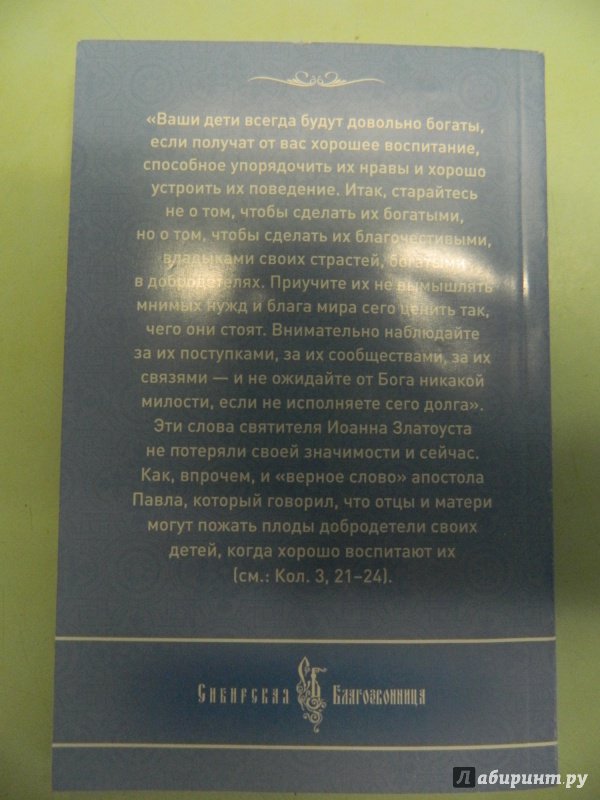 «Ваши дети всегда будут довольно богаты,
если получат от вас хорошее воспитание,
способное упорядочить их нравы и хорошо
устроить их поведение. Итак, старайтесь
не о том, чтобы сделать их богатыми,
но о том, чтобы сделать их благочестивыми,
владыками своих страстей, богатыми
в добродетелях. Приучите их не вымышлять
мнимых нужд и блага мира сего ценить так,
чего они стоят. Внимательно наблюдайте
за их поступками, за их сообществами, за их
связями — и не ожидайте от Бога никакой
милости, если не исполняете сего долга».
Эти слова святителя Иоанна Златоуста
не потеряли своей значимости и сейчас.
Как, впрочем, и «верное слово» апостола
Павла, который говорил, что отцы и матери
могут пожать плоды добродетели своих
детей, когда хорошо воспитают их
(см.: Кол. 3, 21–24).
Сибирская СБ Благозвонница
Лабиринт.ру